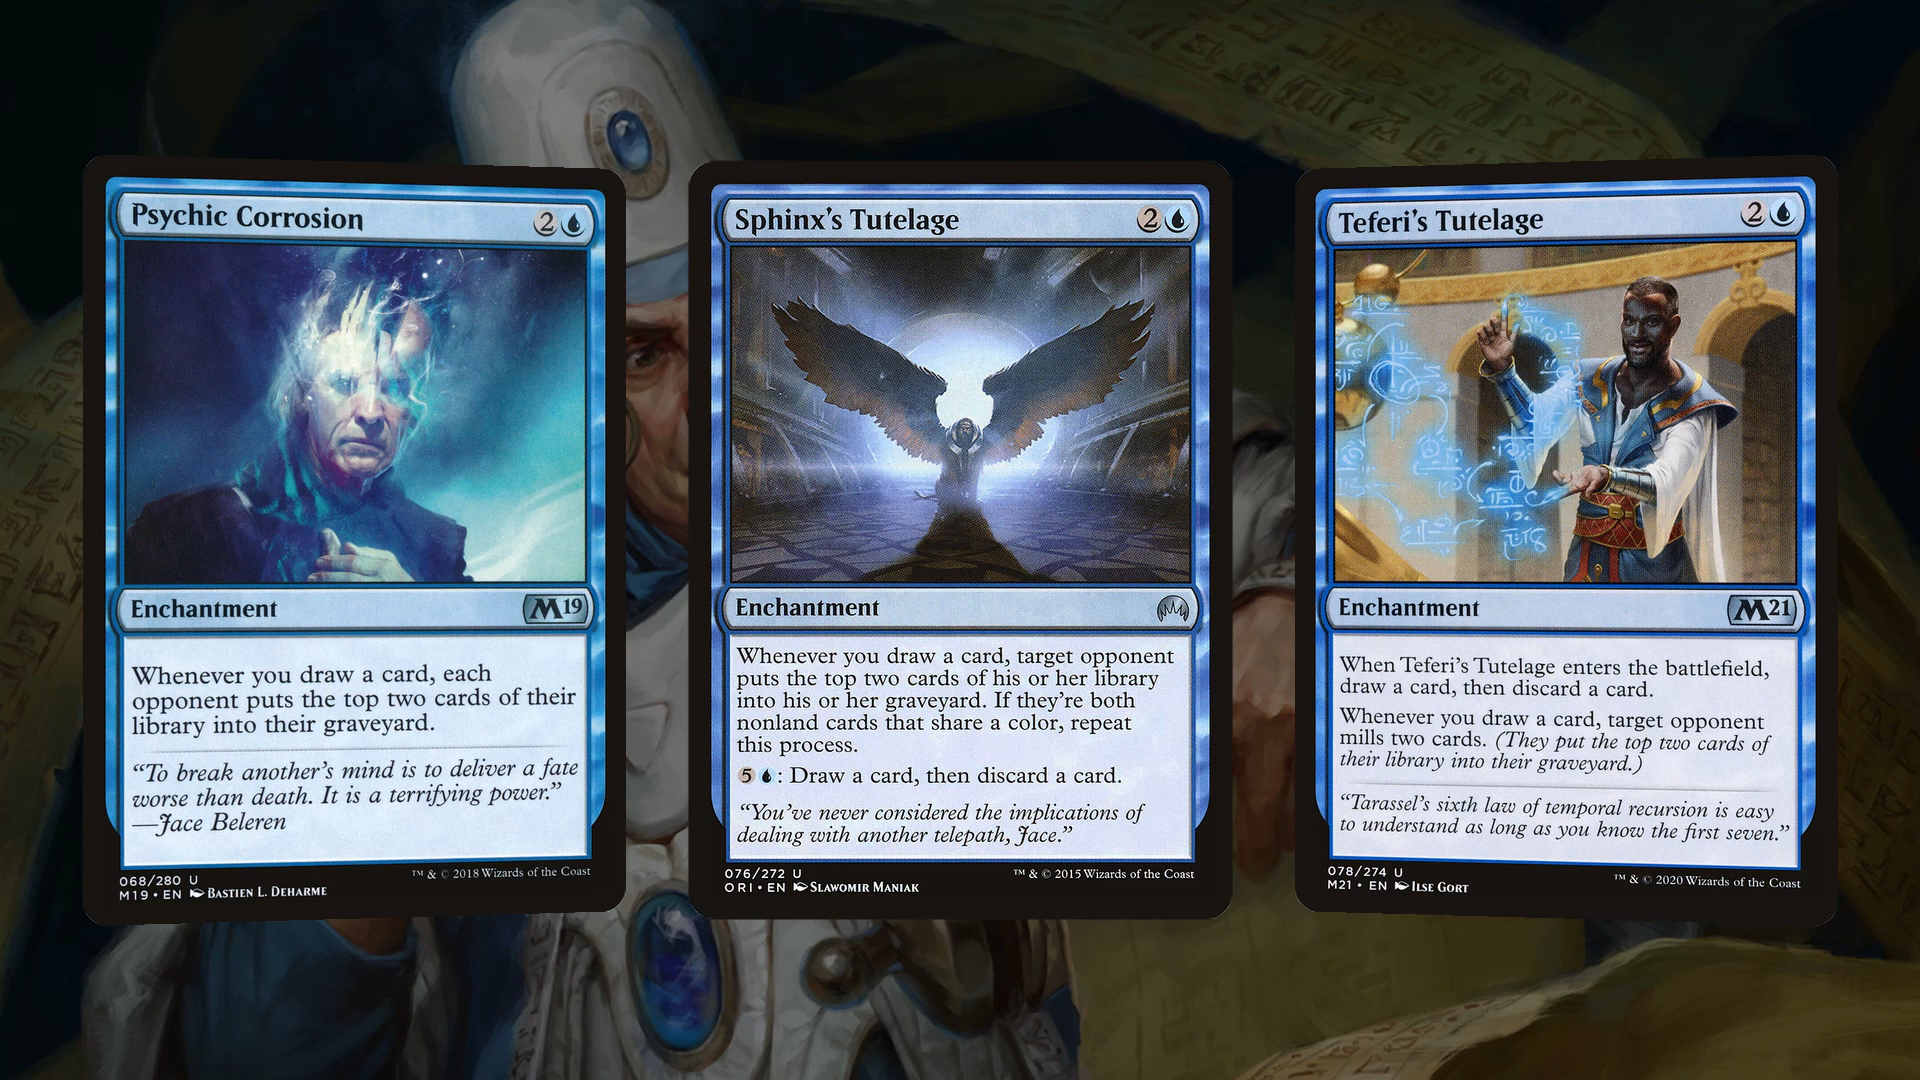 Psychic Corrosion
2
Enchantment
M19
Whenever you draw a card, each
opponent puts the top two cards of their
library into their graveyard.
“To break another’s mind is to deliver a fate
worse than death. It is a terrifying power.”
—Jace Beleren
068/280 U
M19 • EN Bastien L. Deharme
™ & © 2018 Wizards of the Coast
Sphinx’s Tutelage
2
Enchantment
Whenever you draw a card, target opponent
puts the top two cards of his or her library
into his or her graveyard. If they’re both
nonland cards that share a color, repeat
this process.
5 : Draw a card, then discard a card.
“You’ve never considered the implications of
dealing with another telepath, Jace.”
076/272 U
ORI • EN Slawomir Maniak
™ & © 2015 Wizards of the Coast
Teferi’s Tutelage
2
Enchantment
M21
When Teferi’s Tutelage enters the battlefield,
draw a card, then discard a card.
Whenever you draw a card, target opponent
mills two cards. (They put the top two cards of
their library into their graveyard.)
“Tarassel’s sixth law of temporal recursion is easy
to understand as long as you know the first seven.”
078/274 U
M21 • EN Ilse Gort
™ & © 2020 Wizards of the Coast